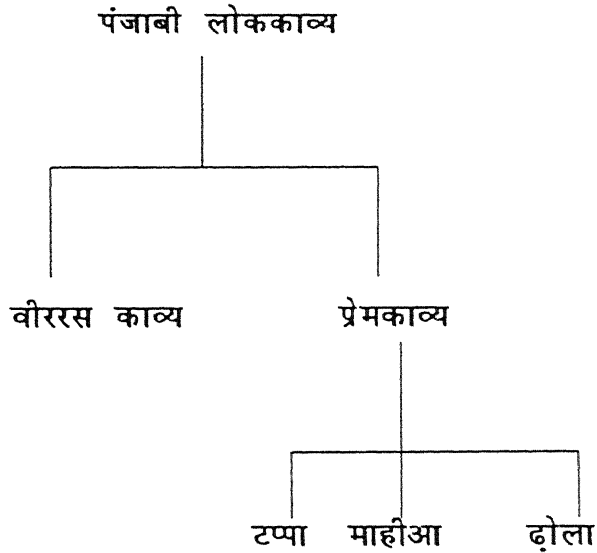 पंजाबी लोककाव्य
वीररस काव्य प्रेमकाव्य
टप्पा माहीआ ढ़ोला